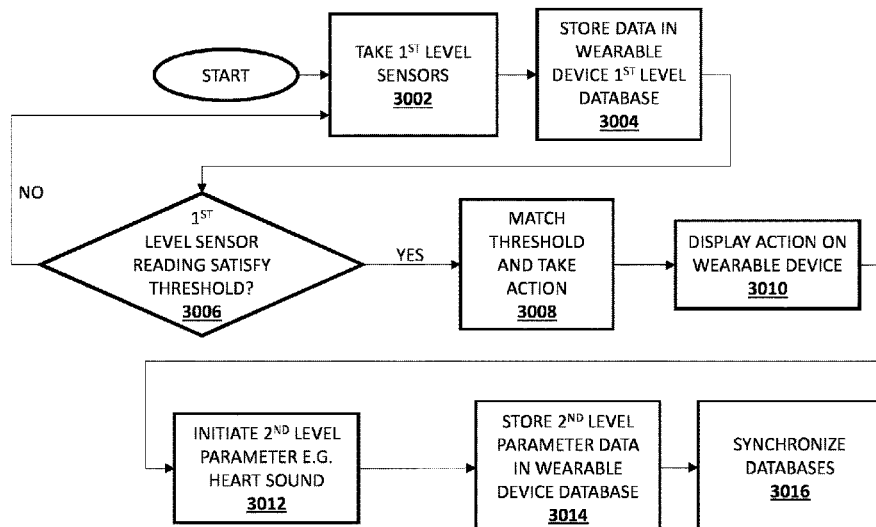 START
TAKE 1ST LEVEL
SENSORS
3002
STORE DATA IN
WEARABLE
DEVICE 1ST LEVEL
DATABASE
3004
NO
1ST
LEVEL SENSOR
READING SATISFY
THRESHOLD?
3006
YES
MATCH
THRESHOLD
AND TAKE
ACTION
3008
DISPLAY ACTION ON
WEARABLE DEVICE
3010
INITIATE 2ND LEVEL
PARAMETER E.G.
HEART SOUND
3012
STORE 2ND LEVEL
PARAMETER DATA
IN WEARABLE
DEVICE DATABASE
3014
SYNCHRONIZE
DATABASES
3016